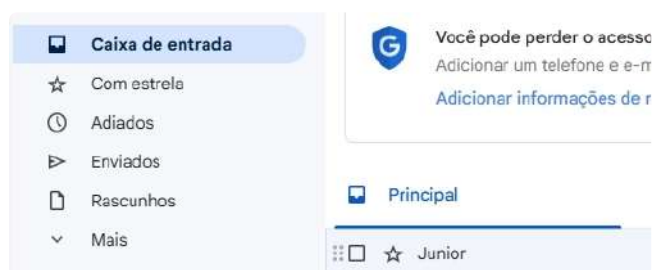 Caixa de entrada
Com estrela
Adiados
Enviados
Rascunhos
Mais
G
Você pode perder o acesso
Adicionar um telefone e e-m
Adicionar informações de r
Principal
Junior